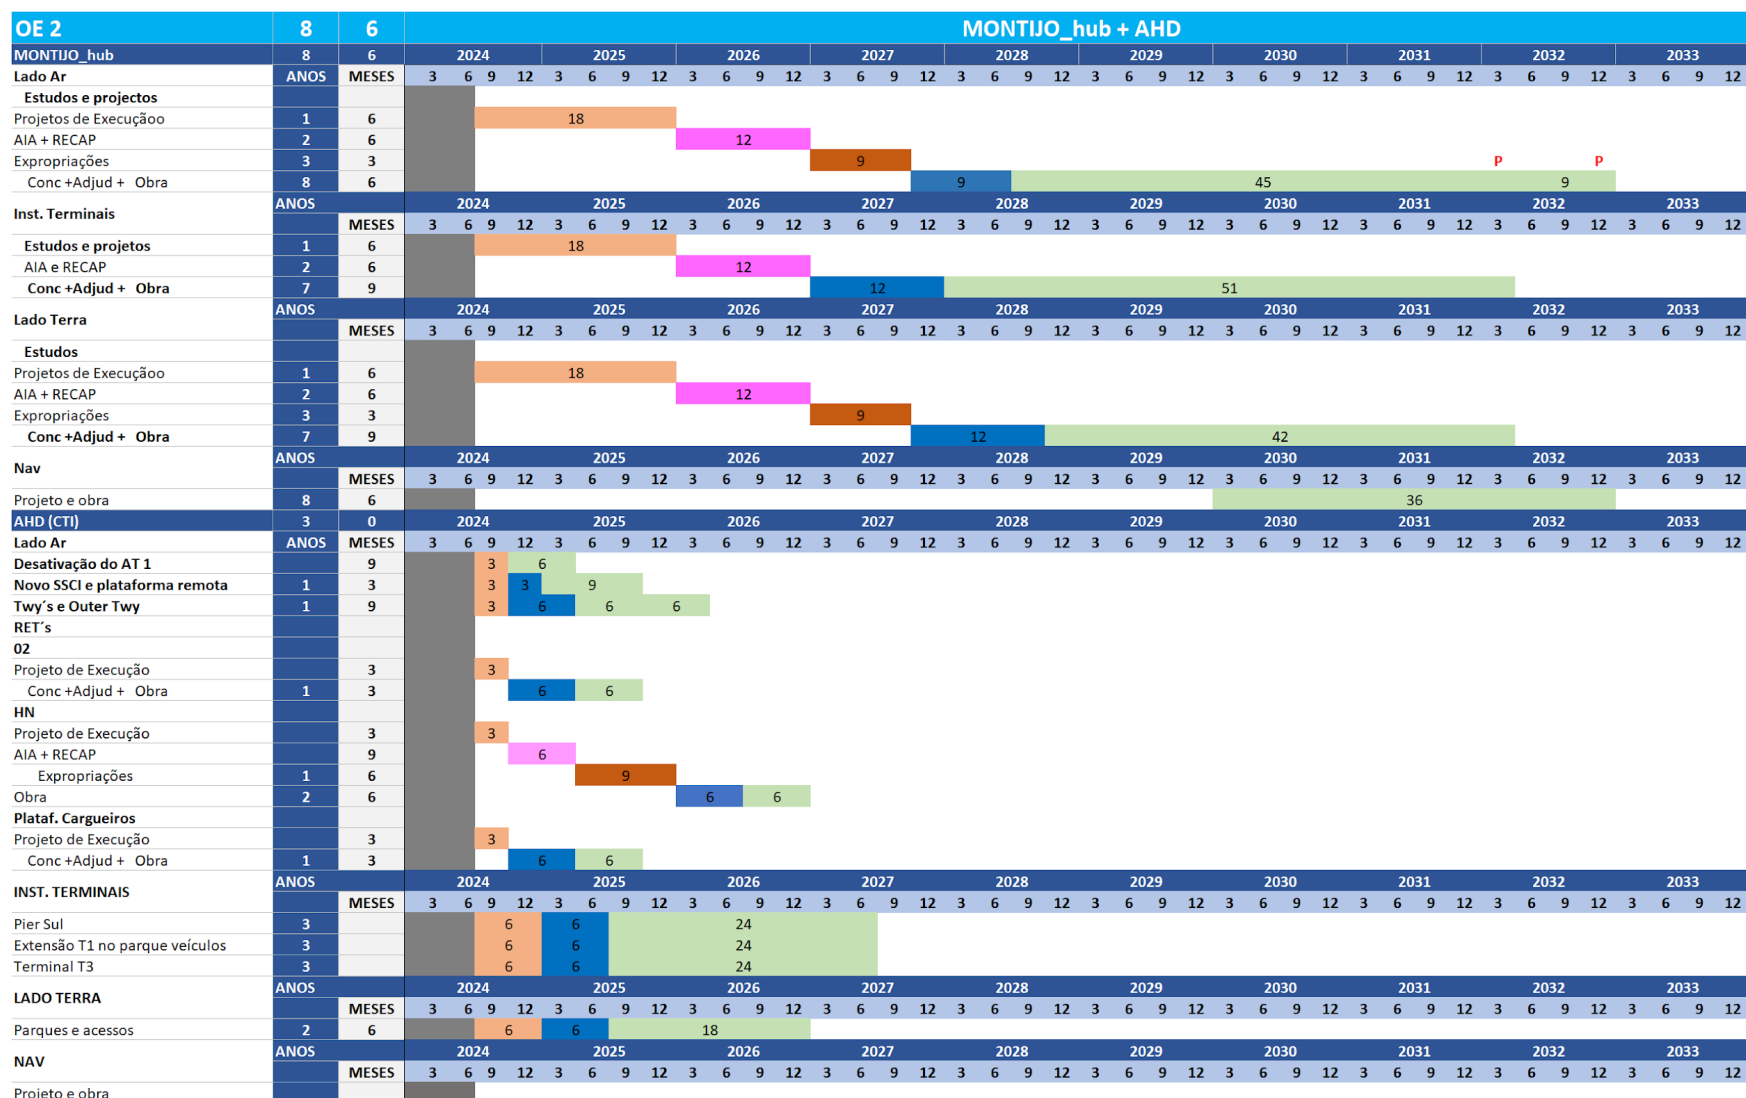 OE 2 8 6 MONTIJO_hub + AHD
MONTIJO_hub 8 6 2024 2025 2026 2027 2028 2029 2030 2031 2032 2033
Lado Ar ANOS MESES 3 6 9 12 3 6 9 12 3 6 9 12 3 6 9 12 3 6 9 12 3 6 9 12 3 6 9 12 3 6 9 12 3 6 9 12 3 6 9 12
Estudos e projectos
Projetos de Execuçãoo 1 6 18
AIA + RECAP 2 6 12
Expropriações 3 3 9 P P
Conc +Adjud + Obra 8 6 9 45 9
Inst. Terminais ANOS 2024 2025 2026 2027 2028 2029 2030 2031 2032 2033
MESES 3 6 9 12 3 6 9 12 3 6 9 12 3 6 9 12 3 6 9 12 3 6 9 12 3 6 9 12 3 6 9 12 3 6 9 12 3 6 9 12
Estudos e projetos 1 6 18
AIA e RECAP 2 6 12
Conc +Adjud + Obra 7 9 12 51
Lado Terra ANOS 2024 2025 2026 2027 2028 2029 2030 2031 2032 2033
MESES 3 6 9 12 3 6 9 12 3 6 9 12 3 6 9 12 3 6 9 12 3 6 9 12 3 6 9 12 3 6 9 12 3 6 9 12 3 6 9 12
Estudos
Projetos de Execuçãoo 1 6 18
AIA + RECAP 2 6 12
Expropriações 3 3 9
Conc +Adjud + Obra 7 9 12 42
Nav ANOS 2024 2025 2026 2027 2028 2029 2030 2031 2032 2033
MESES 3 6 9 12 3 6 9 12 3 6 9 12 3 6 9 12 3 6 9 12 3 6 9 12 3 6 9 12 3 6 9 12 3 6 9 12 3 6 9 12
Projeto e obra 8 6 36
AHD (CTI) 3 0 2024 2025 2026 2027 2028 2029 2030 2031 2032 2033
Lado Ar ANOS MESES 3 6 9 12 3 6 9 12 3 6 9 12 3 6 9 12 3 6 9 12 3 6 9 12 3 6 9 12 3 6 9 12 3 6 9 12 3 6 9 12
Desativação do AT 1 9 3 6
Novo SSCI e plataforma remota 1 3 3 3 9
Twy´s e Outer Twy 1 9 3 6 6 6
RET´s
02
Projeto de Execução 3 3
Conc +Adjud + Obra 1 3 6 6
HN
Projeto de Execução 3 3
AIA + RECAP 9 6
Expropriações 1 6 9
Obra 2 6 6 6
Plataf. Cargueiros
Projeto de Execução 3 3
Conc +Adjud + Obra 1 3 6 6
INST. TERMINAIS ANOS 2024 2025 2026 2027 2028 2029 2030 2031 2032 2033
MESES 3 6 9 12 3 6 9 12 3 6 9 12 3 6 9 12 3 6 9 12 3 6 9 12 3 6 9 12 3 6 9 12 3 6 9 12 3 6 9 12
Pier Sul 3 6 6 24
Extensão T1 no parque veículos 3 6 6 24
Terminal T3 3 6 6 24
LADO TERRA ANOS 2024 2025 2026 2027 2028 2029 2030 2031 2032 2033
MESES 3 6 9 12 3 6 9 12 3 6 9 12 3 6 9 12 3 6 9 12 3 6 9 12 3 6 9 12 3 6 9 12 3 6 9 12 3 6 9 12
Parques e acessos 2 6 6 6 18
NAV ANOS 2024 2025 2026 2027 2028 2029 2030 2031 2032 2033
MESES 3 6 9 12 3 6 9 12 3 6 9 12 3 6 9 12 3 6 9 12 3 6 9 12 3 6 9 12 3 6 9 12 3 6 9 12 3 6 9 12
Projeto e obra